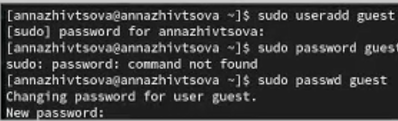 [annazhivtsova@annazhivtsova ~]$ sudo useradd guest
[sudo] password for annazhivtsova:
[annazhivtsova@annazhivtsova ~]$ sudo password guest
sudo: password: command not found
[annazhivtsova@annazhivtsova ~]$ sudo passwd guest
Changing password for user guest.
New password: